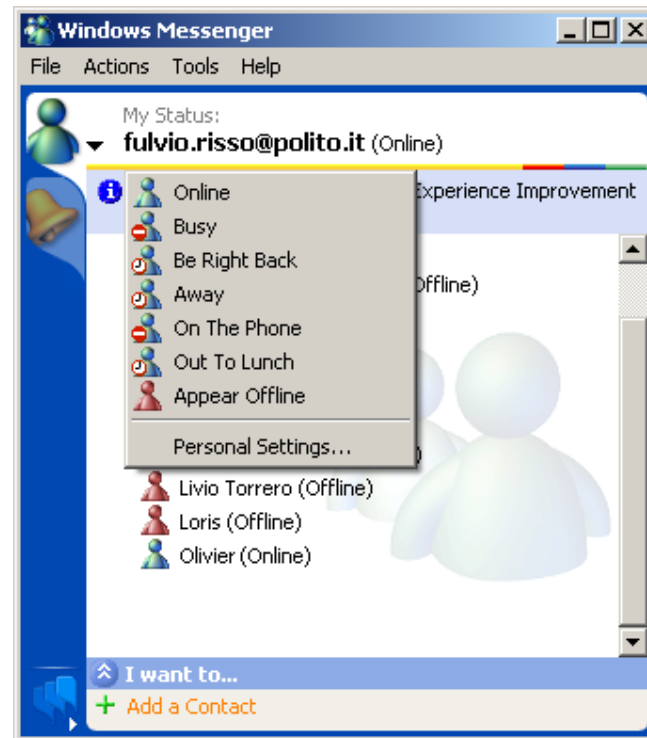 Windows Messenger
File Actions Tools Help
My Status:
fulvio.risso@polito.it (Online)
Experience Improvement
Online
Busy
Be Right Back
Offline)
Away
On The Phone
Out To Lunch
Appear Offline
Personal Settings...
Livio Torrero (Offline)
Loris (Offline)
Olivier (Online)
I want to...
+ Add a Contact